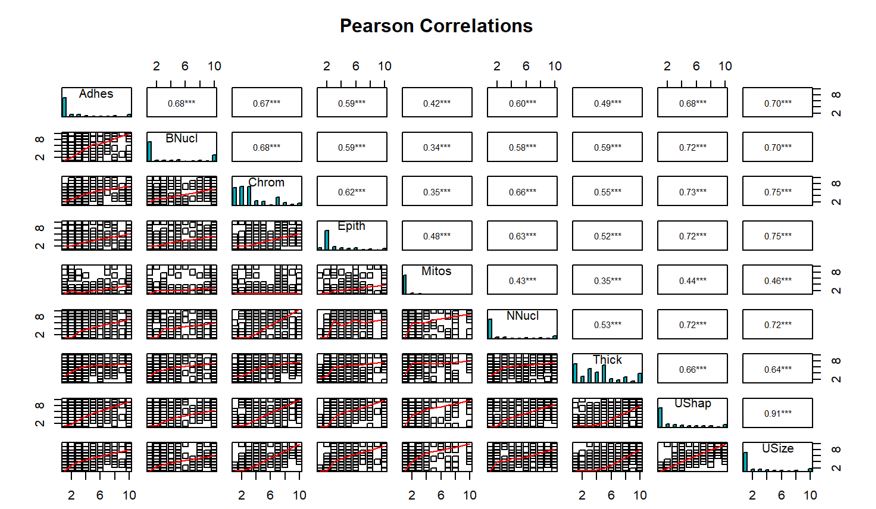 Pearson Correlations
2 6 10 2 6 10 2 6 10 2 6 10
Adhes 0.68*** 0.67*** 0.59*** 0.42*** 0.60*** 0.49*** 0.68*** 0.70*** 8 2
8 2 BNucl 0.68*** 0.59*** 0.34*** 0.58*** 0.59*** 0.72*** 0.70***
Chrom 0.62*** 0.35*** 0.66*** 0.55*** 0.73*** 0.75*** 8 2
8 2 Epith 0.48*** 0.63*** 0.52*** 0.72*** 0.75***
Mitos 0.43*** 0.35*** 0.44*** 0.46*** 8 2
8 2 NNucl 0.53*** 0.72*** 0.72***
Thick 0.66*** 0.64*** 8 2
8 2 UShap 0.91***
USize 8 2
2 6 10 2 6 10 2 6 10 2 6 10 2 6 10